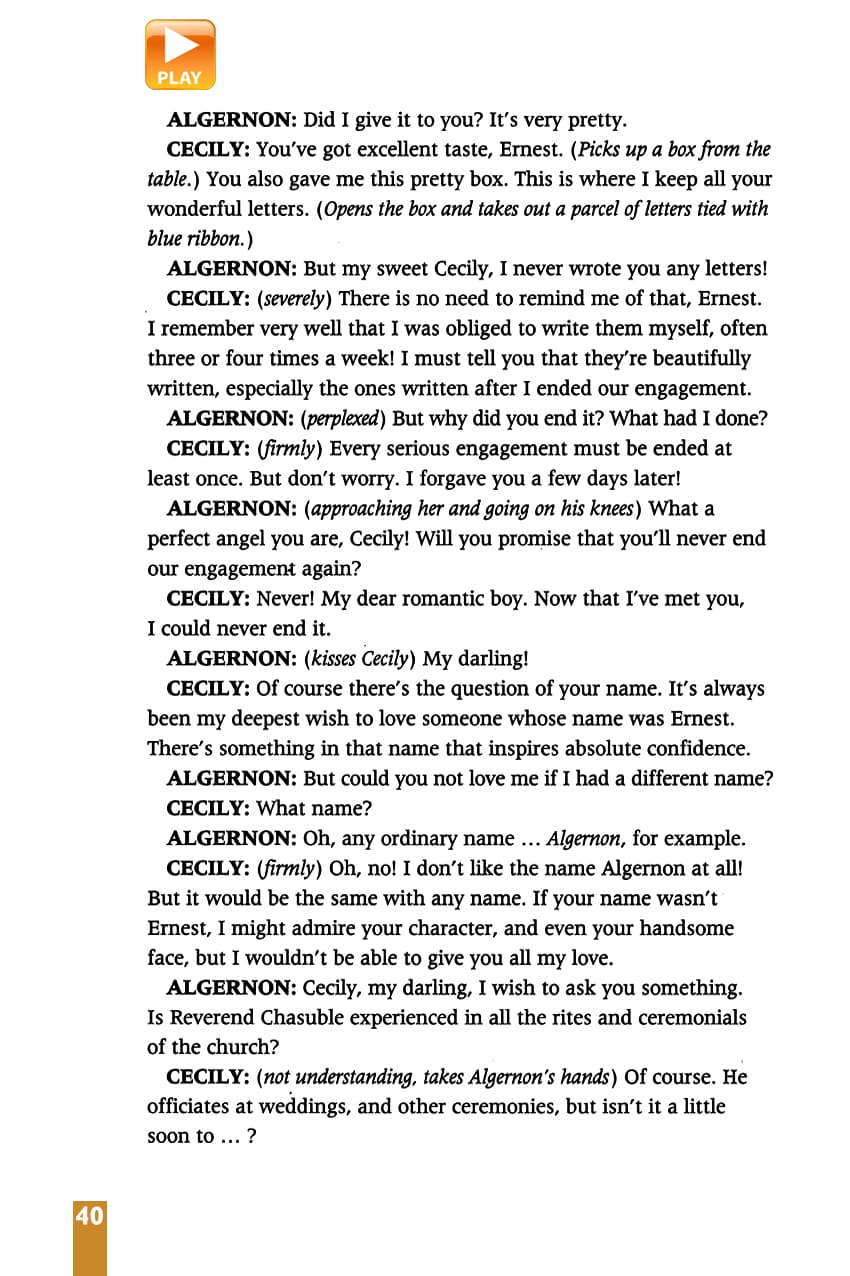 PLAY
ALGERNON: Did I give it to you? It's very pretty.
CECILY: You've got excellent taste, Ernest. (Picks up a box from the
table.) You also gave me this pretty box. This is where I keep all your
wonderful letters. (Opens the box and takes out a parcel of letters tied with
blue ribbon.)
ALGERNON: But my sweet Cecily, I never wrote you any letters!
CECILY: (severely) There is no need to remind me of that, Ernest.
I remember very well that I was obliged to write them myself, often
three or four times a week! I must tell you that they're beautifully
written, especially the ones written after I ended our engagement.
ALGERNON: (perplexed) But why did you end it? What had I done?
CECILY: (firmly) Every serious engagement must be ended at
least once. But don't worry. I forgave you a few days later!
ALGERNON: (approaching her and going on his knees) What a
perfect angel you are, Cecily! Will you promise that you'll never end
our engagement again?
CECILY: Never! My dear romantic boy. Now that I've met you,
I could never end it.
ALGERNON: (kisses Cecily) My darling!
CECILY: Of course there's the question of your name. It's always
been my deepest wish to love someone whose name was Ernest.
There's something in that name that inspires absolute confidence.
ALGERNON: But could you not love me if I had a different name?
CECILY: What name?
ALGERNON: Oh, any ordinary name … Algernon, for example.
CECILY: (firmly) Oh, no! I don't like the name Algernon at all!
But it would be the same with any name. If your name wasn't
Ernest, I might admire your character, and even your handsome
face, but I wouldn't be able to give you all my love.
ALGERNON: Cecily, my darling, I wish to ask you something.
Is Reverend Chasuble experienced in all the rites and ceremonials
of the church?
CECILY: (not understanding, takes Algernon's hands) Of course. He
officiates at weddings, and other ceremonies, but isn't it a little
soon to … ?
40